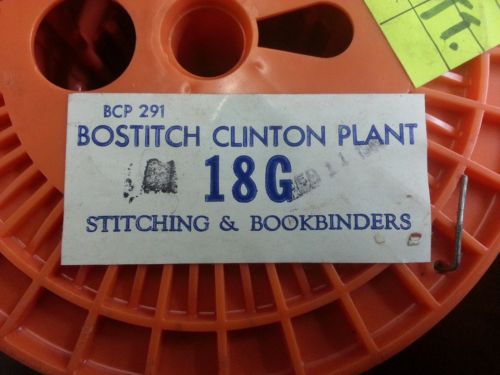 BCP 291
BOSTITCH CLINTON PLANT
18G
STITCHING & BOOKBINDERS